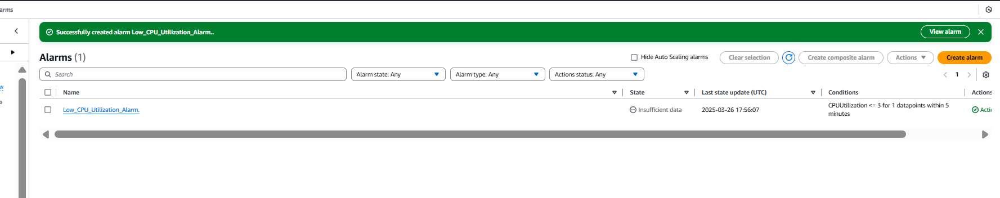 arms
Successfully created alarm Low_CPU_Utilization_Alarm..
View alarm
Alarms (1)
Hide Auto Scaling alarms
Clear selection
Create composite alarm
Actions
Create alarm
Search
Alarm state: Any
Alarm type: Any
Actions status: Any
1
Name
State
Last state update (UTC)
Conditions
Actions
Low_CPU_Utilization_Alarm.
Insufficient data
2025-03-26 17:56:07
CPUUtilization <= 3 for 1 datapoints within 5
minutes
Acti